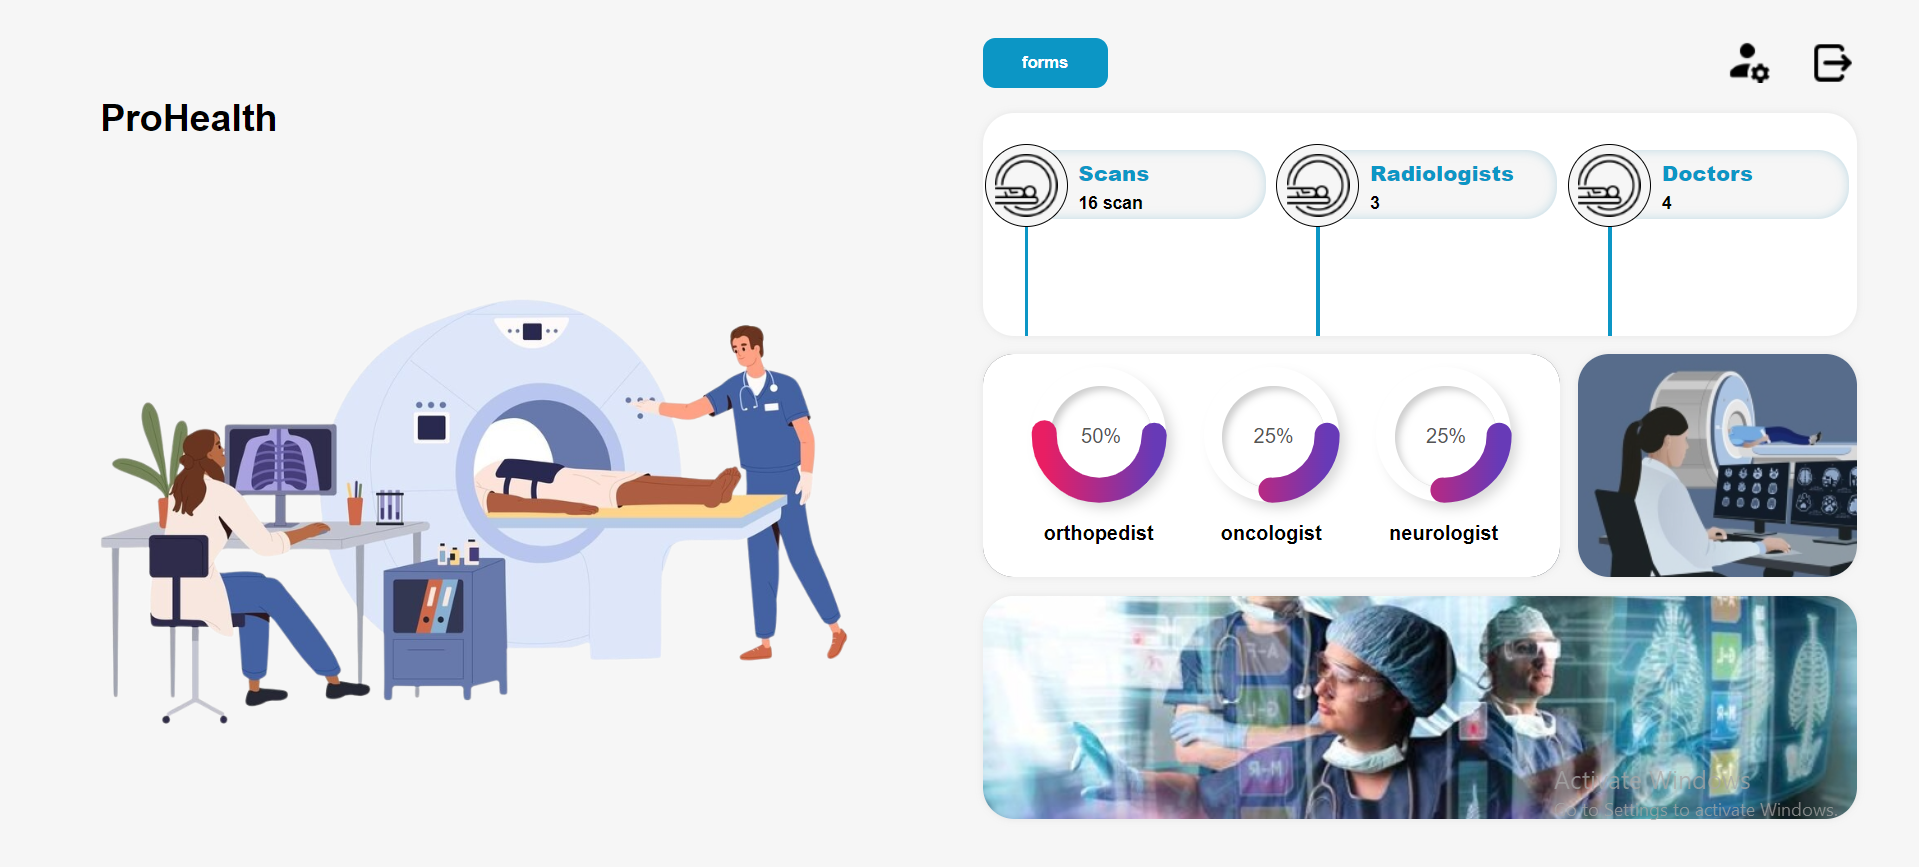 forms
ProHealth
Scans
16 scan
Radiologists
3
Doctors
4
50%
25%
25%
orthopedist
oncologist
neurologist
A-F
G-L
M-R
Activate Windows
Go to Settings to activate Windows.